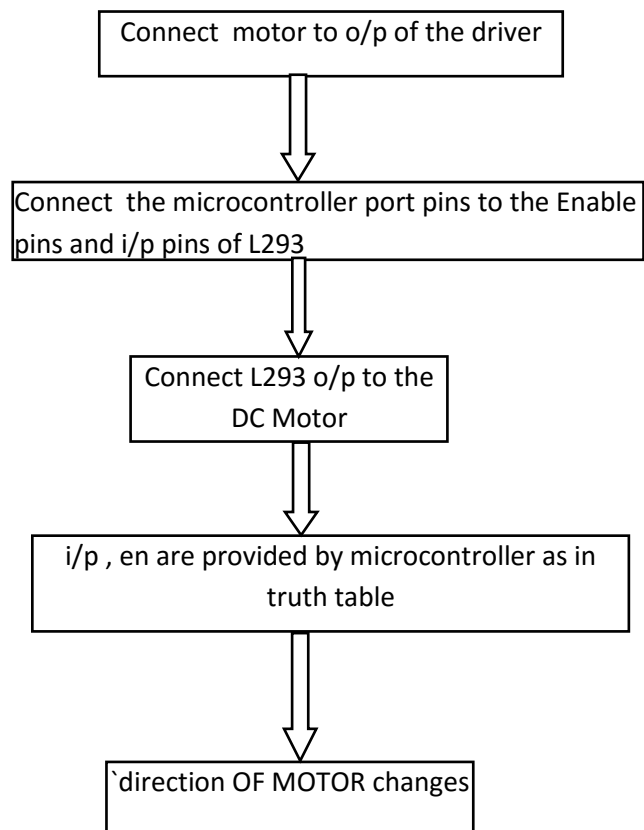 Connect  motor to o/p of the driver
Connect  the microcontroller port pins to the Enable
pins and i/p pins of L293
Connect L293 o/p to the
DC Motor
i/p , en are provided by microcontroller as in
truth table
`direction OF MOTOR changes